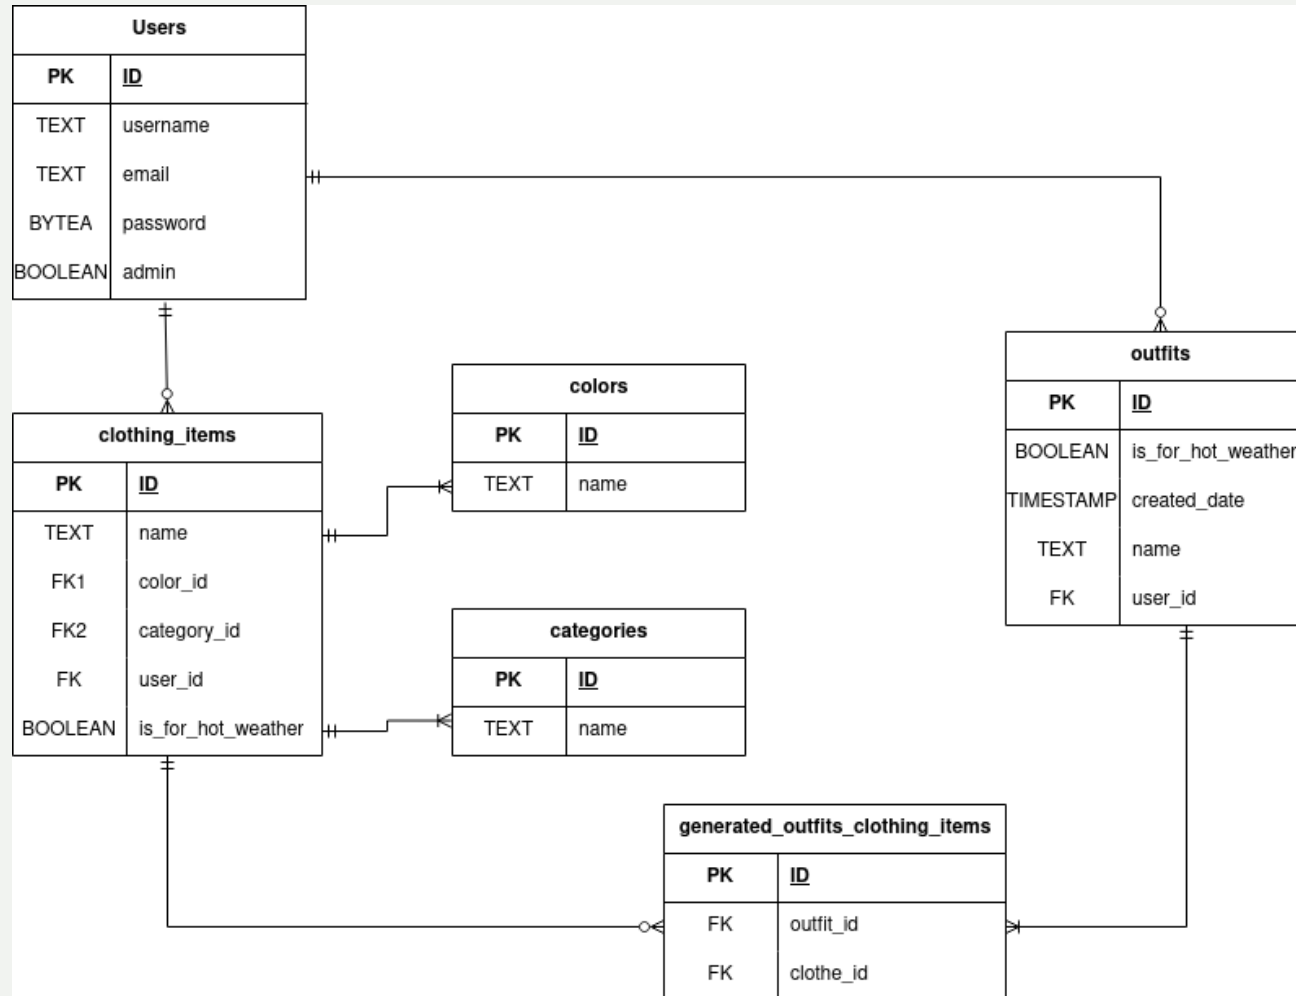 Users
PK ID
TEXT username
TEXT email
BYTEA password
BOOLEAN admin
clothing_items
PK ID
TEXT name
FK1 color_id
FK2 category_id
FK user_id
BOOLEAN is_for_hot_weather
colors
PK ID
TEXT name
categories
PK ID
TEXT name
outfits
PK ID
BOOLEAN is_for_hot_weather
TIMESTAMP created_date
TEXT name
FK user_id
generated_outfits_clothing_items
PK ID
FK outfit_id
FK clothe_id